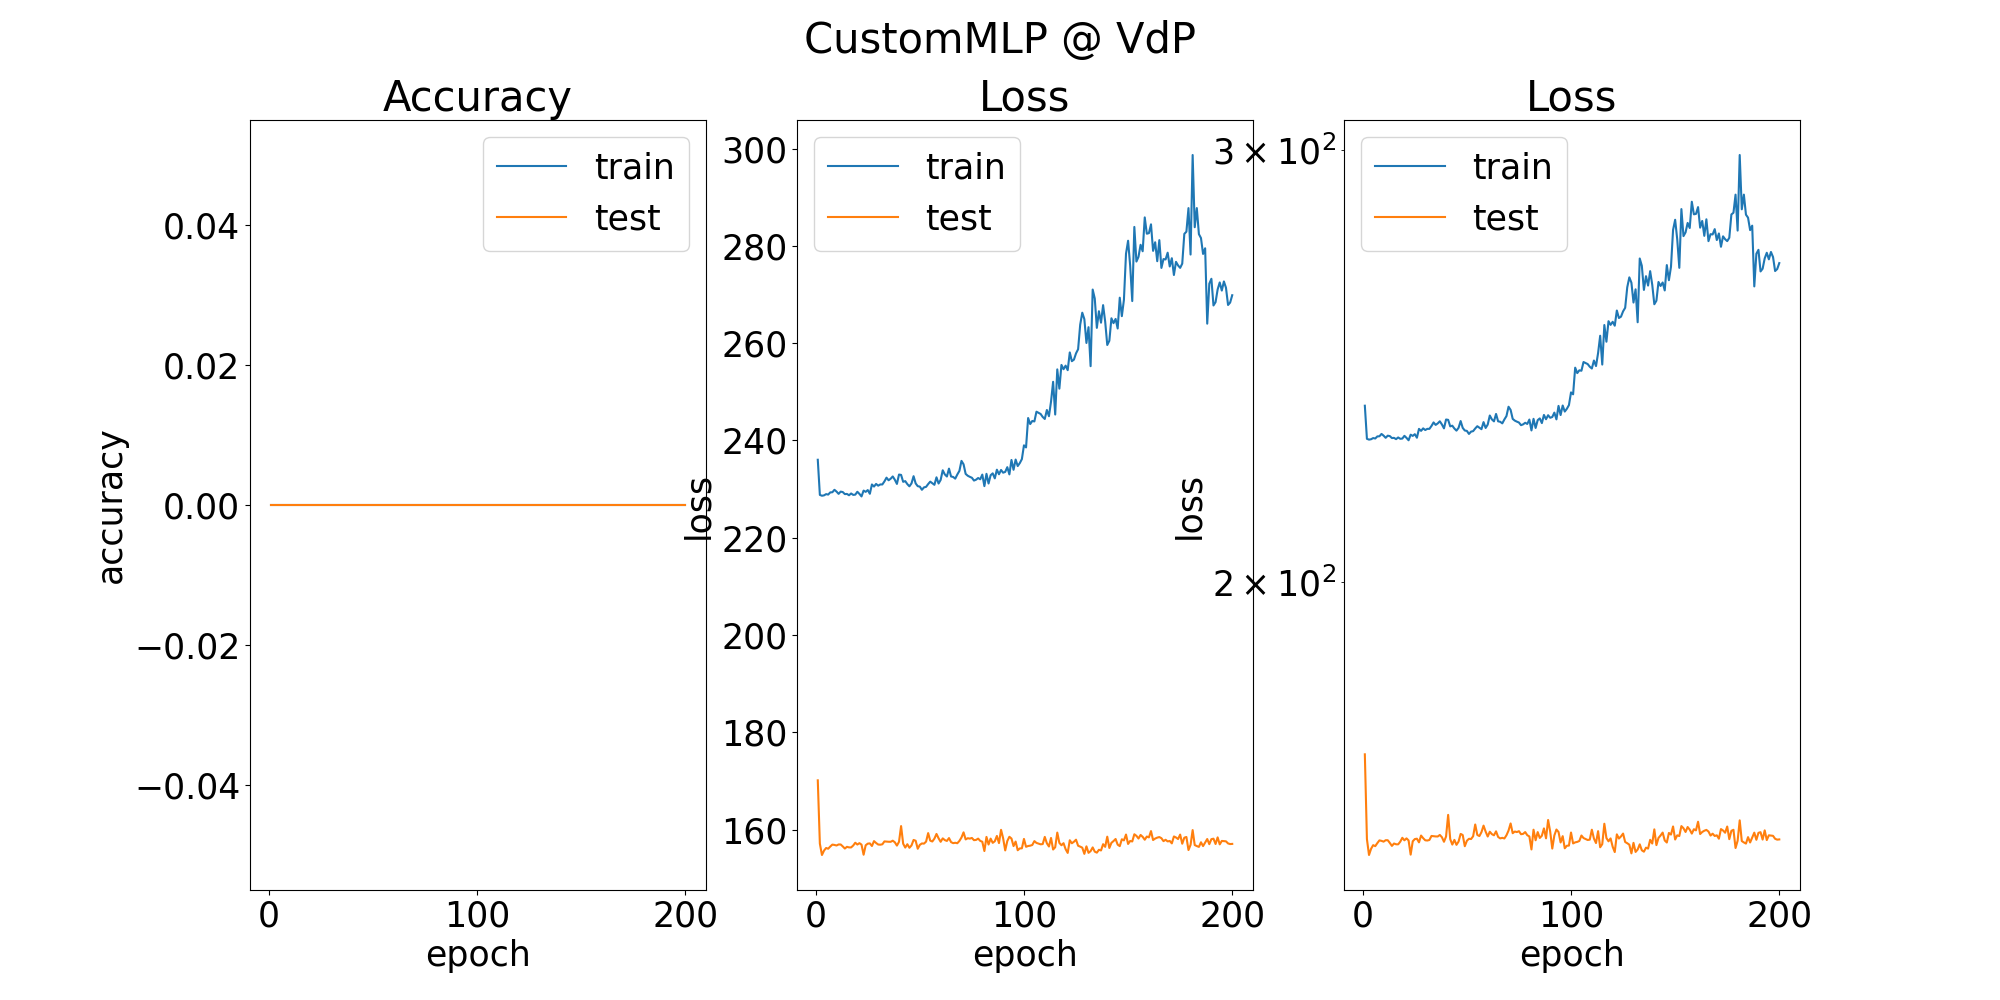 CustomMLP @ VdP
Accuracy
accuracy
0.04
0.02
0.00
−0.02
−0.04
0 100 200
epoch
train
test
Loss
loss
300
280
260
240
220
200
180
160
0 100 200
epoch
train
test
Loss
loss
3 × 10²
2 × 10²
0 100 200
epoch
train
test